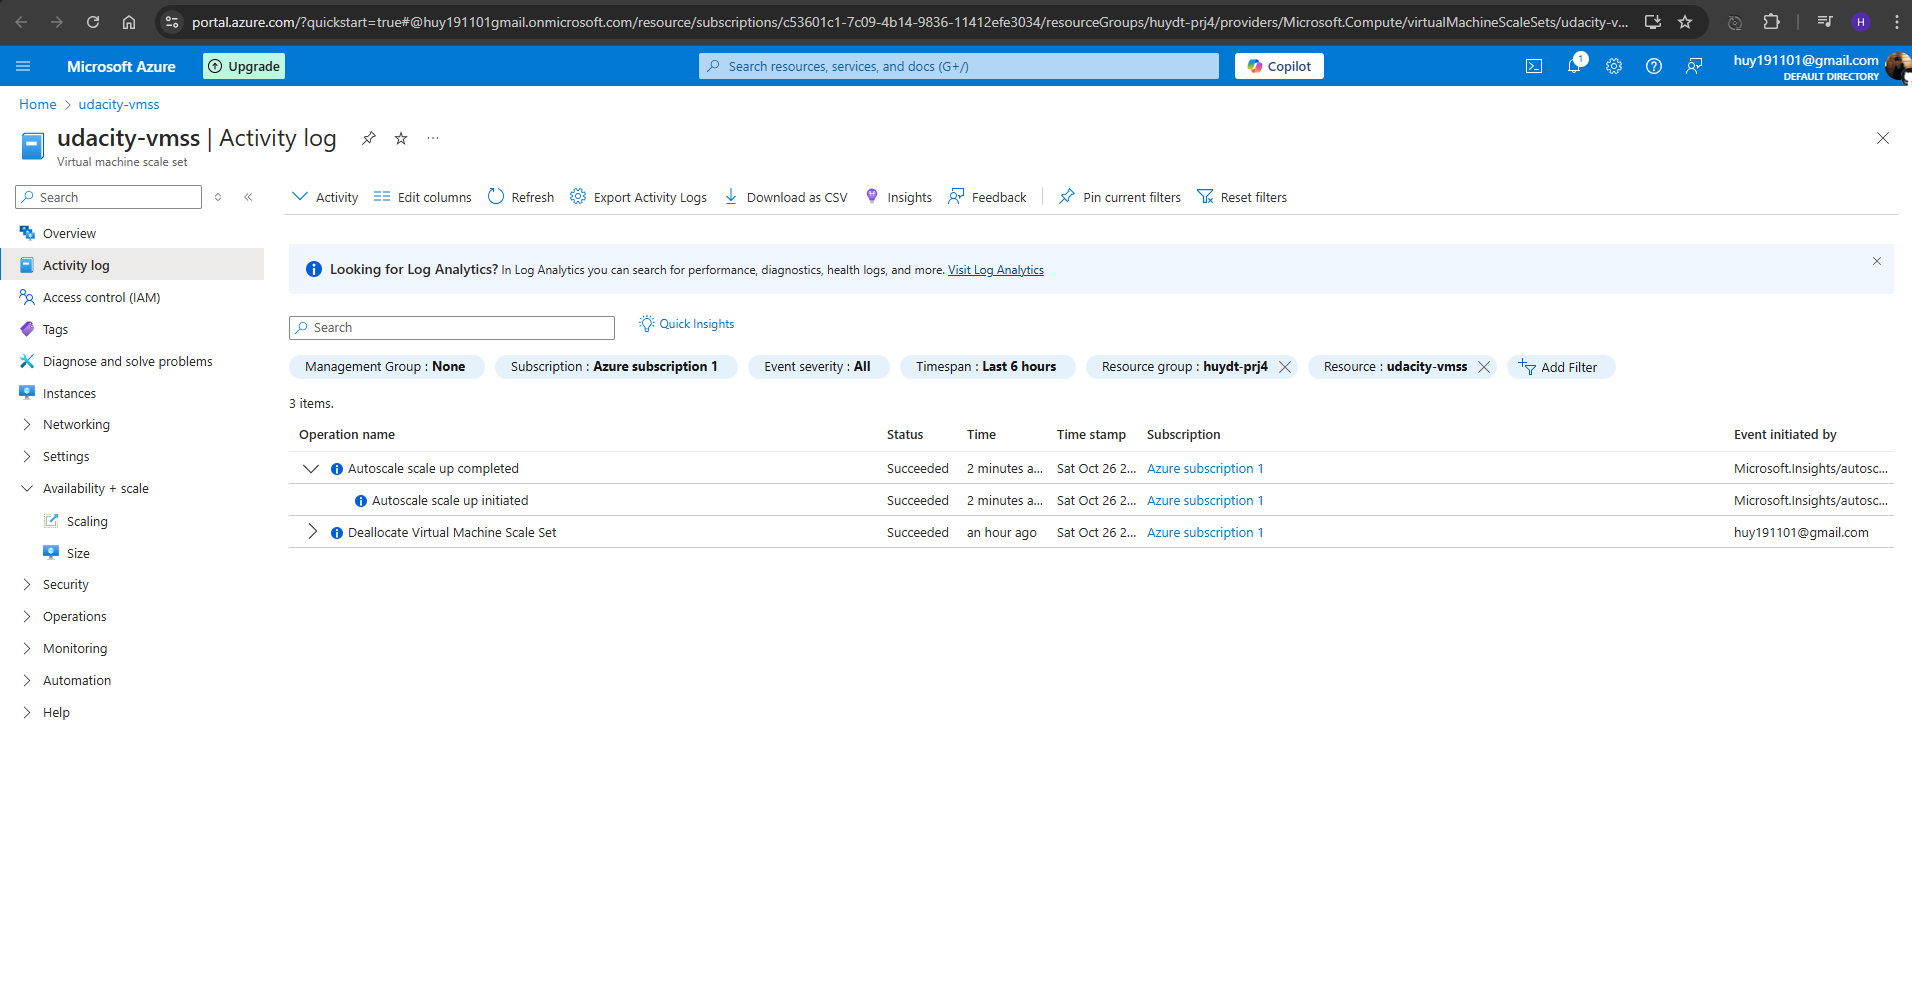 portal.azure.com/?quickstart=true#@huy191101gmail.onmicrosoft.com/resource/subscriptions/c53601c1-7c09-4b14-9836-11412efe3034/resourceGroups/huydt-prj4/providers/Microsoft.Compute/virtualMachineScaleSets/udacity-v...
H
Microsoft Azure
Upgrade
Search resources, services, and docs (G+/)
Copilot
1
huy191101@gmail.com
DEFAULT DIRECTORY
Home > udacity-vmss
udacity-vmss | Activity log
Virtual machine scale set
Search
Activity Edit columns Refresh Export Activity Logs Download as CSV Insights Feedback Pin current filters Reset filters
Overview
Activity log
Access control (IAM)
Tags
Diagnose and solve problems
Instances
Networking
Settings
Availability + scale
Scaling
Size
Security
Operations
Monitoring
Automation
Help
Looking for Log Analytics? In Log Analytics you can search for performance, diagnostics, health logs, and more. Visit Log Analytics
Search
Quick Insights
Management Group : None
Subscription : Azure subscription 1
Event severity : All
Timespan : Last 6 hours
Resource group : huydt-prj4
Resource : udacity-vmss
Add Filter
3 items.
Operation name Status Time Time stamp Subscription Event initiated by
Autoscale scale up completed Succeeded 2 minutes a... Sat Oct 26 2... Azure subscription 1 Microsoft.Insights/autosc...
Autoscale scale up initiated Succeeded 2 minutes a... Sat Oct 26 2... Azure subscription 1 Microsoft.Insights/autosc...
Deallocate Virtual Machine Scale Set Succeeded an hour ago Sat Oct 26 2... Azure subscription 1 huy191101@gmail.com